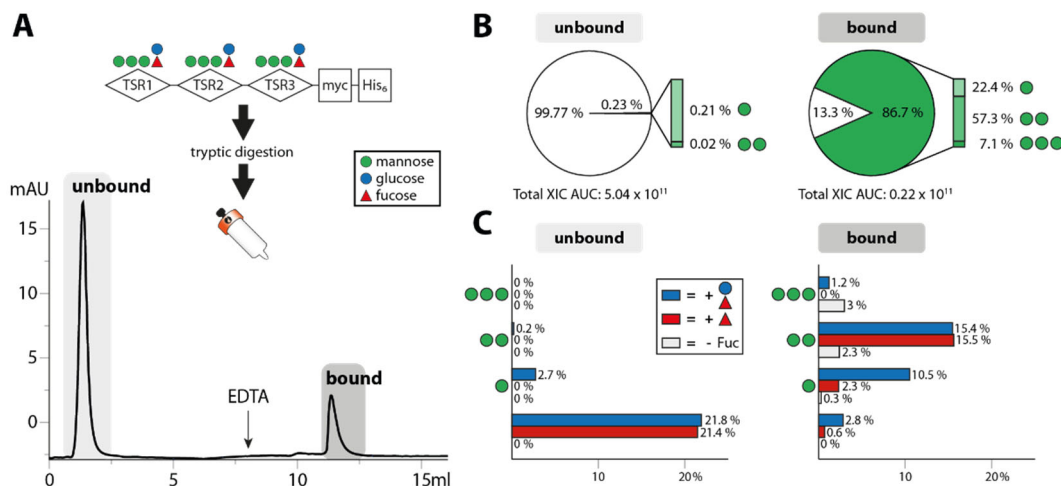 A
TSR1 TSR2 TSR3 myc His6
tryptic digestion
mannose
glucose
fucose
mAU
unbound
15
10
5
0
EDTA
bound
0 5 10 15ml
B
unbound
99.77 % 0.23 %
0.21 %
0.02 %
Total XIC AUC: 5.04 x 10¹¹
bound
13.3 % 86.7 %
22.4 %
57.3 %
7.1 %
Total XIC AUC: 0.22 x 10¹¹
C
unbound
0 %
0 %
0 %
0.2 %
0 %
0 %
2.7 %
0 %
0 %
21.8 %
21.4 %
0 %
10 20 %
= +
= +
= - Fuc
bound
1.2 %
0%
3 %
15.4 %
15.5 %
2.3 %
10.5 %
2.3 %
0.3 %
2.8 %
0.6 %
0 %
10 20 %